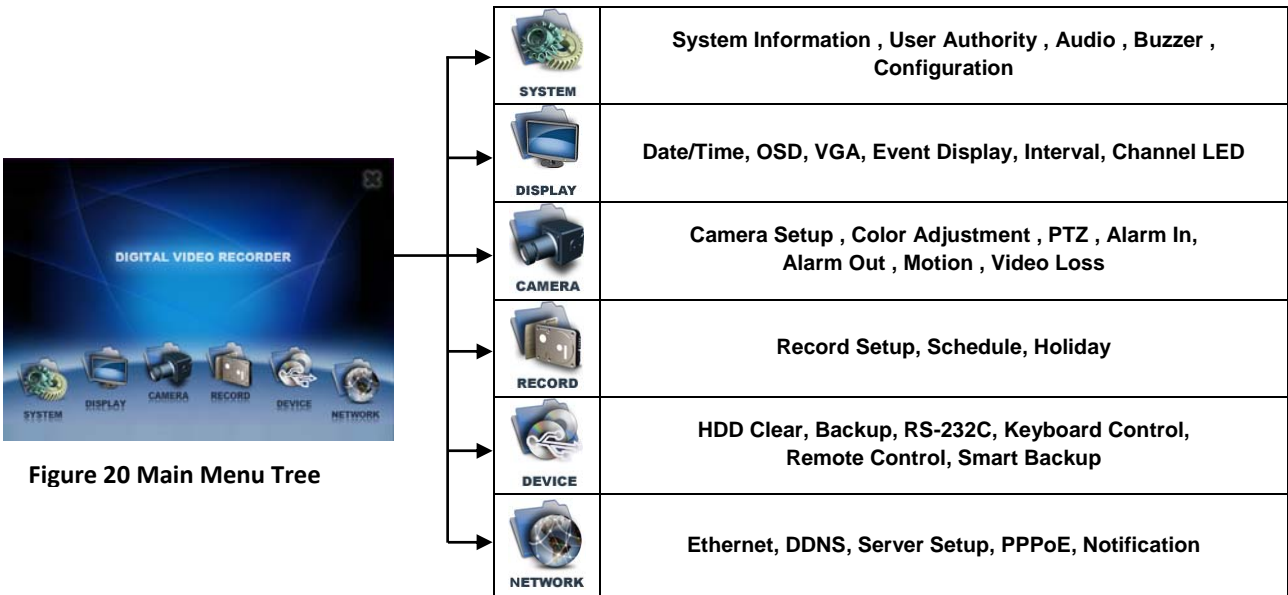 DIGITAL VIDEO RECORDER
SYSTEM
DISPLAY
CAMERA
RECORD
DEVICE
NETWORK
Figure 20 Main Menu Tree
SYSTEM
System Information , User Authority , Audio , Buzzer ,
Configuration
DISPLAY
Date/Time, OSD, VGA, Event Display, Interval, Channel LED
CAMERA
Camera Setup , Color Adjustment , PTZ , Alarm In,
Alarm Out , Motion , Video Loss
RECORD
Record Setup, Schedule, Holiday
DEVICE
HDD Clear, Backup, RS-232C, Keyboard Control,
Remote Control, Smart Backup
NETWORK
Ethernet, DDNS, Server Setup, PPPoE, Notification